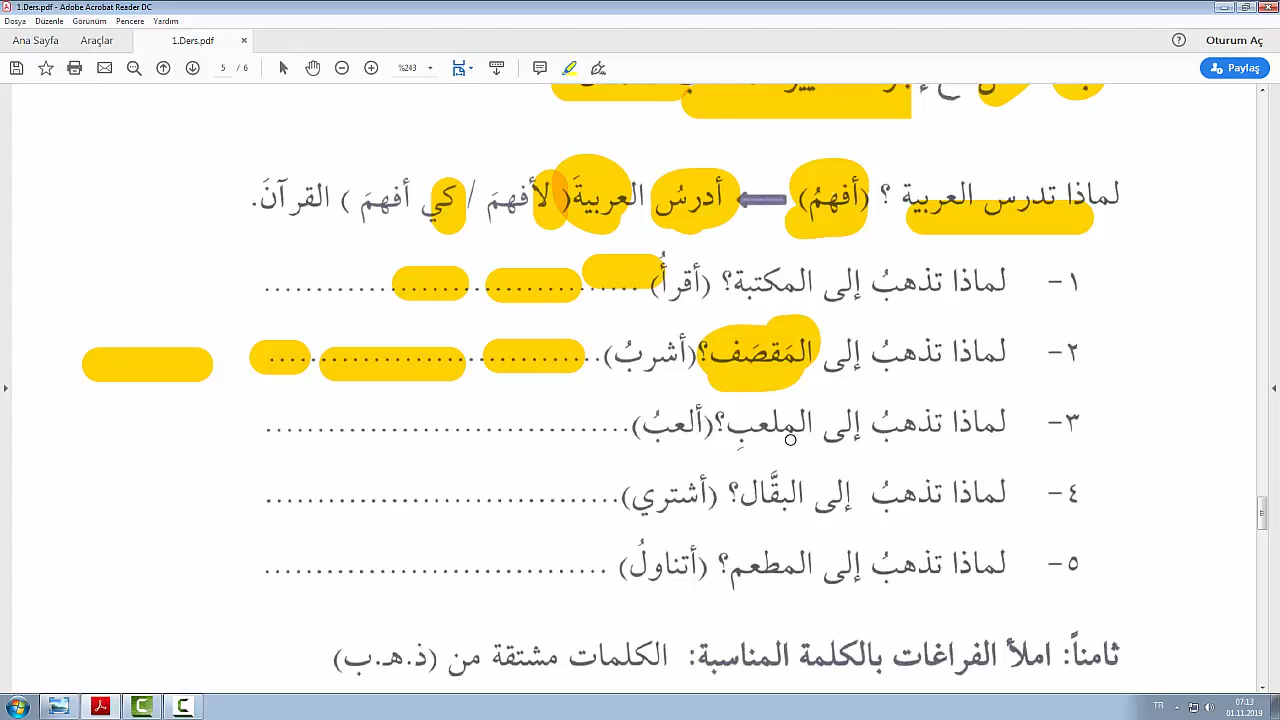 1.Ders.pdf - Adobe Acrobat Reader DC
Dosya Düzenle Görünüm Pencere Yardım
Ana Sayfa Araçlar 1.Ders.pdf × Oturum Aç
5 / 6 %243 Paylaş
لماذا تدرس العربية ؟ (أفهمُ) أدرسُ العربيةَ( لأفهمَ / كي أفهمَ ) القرآنَ.
١- لماذا تذهبُ إلى المكتبة؟ (أقرأُ) ....................................
٢- لماذا تذهبُ إلى المَقصَف؟(أشربُ)....................................
٣- لماذا تذهبُ إلى الملعبِ؟(ألعبُ)....................................
٤- لماذا تذهبُ إلى البقَّال؟ (أشتري)....................................
٥- لماذا تذهبُ إلى المطعم؟ (أتناولُ) ....................................
ثامناً: املأ الفراغات بالكلمة المناسبة: الكلمات مشتقة من (ذ.هـ.ب)
TR 07:13
01.11.2019